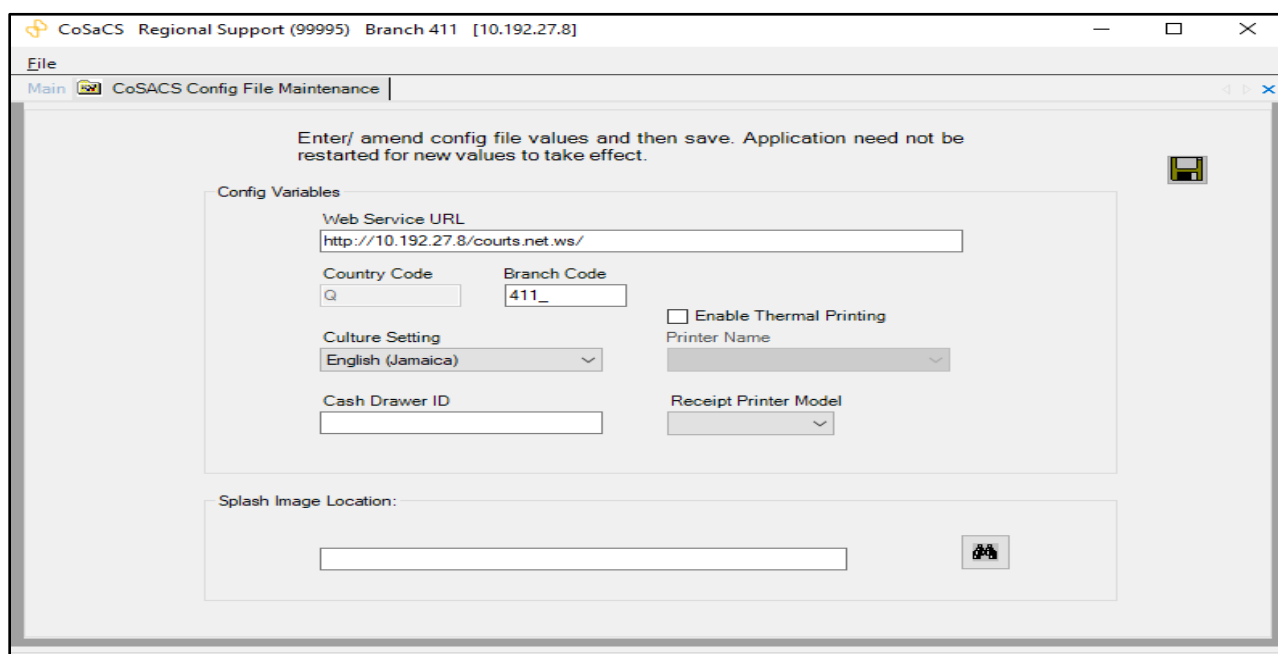 CoSaCS Regional Support (99995) Branch 411 [10.192.27.8]
File
Main CoSACS Config File Maintenance
Enter/ amend config file values and then save. Application need not be
restarted for new values to take effect.
Config Variables
Web Service URL
http://10.192.27.8/courts.net.ws/
Country Code Branch Code
Q 411_
Enable Thermal Printing
Culture Setting Printer Name
English (Jamaica)
Cash Drawer ID Receipt Printer Model
Splash Image Location: